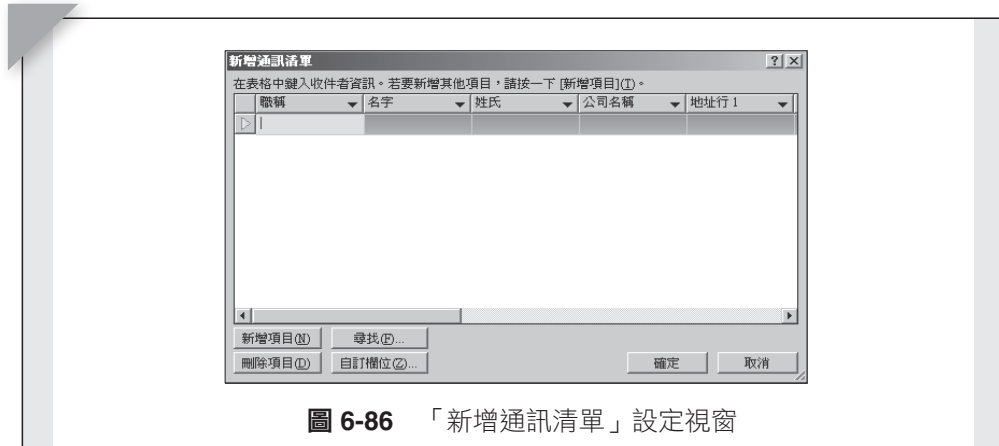 新增通訊清單
在表格中鍵入收件者資訊。若要新增其他項目，請按一下 [新增項目](I)。
職稱 名字 姓氏 公司名稱 地址行 1
新增項目(N) 尋找(F)...
刪除項目(D) 自訂欄位(Z)... 確定 取消
圖 6-86 「新增通訊清單」設定視窗